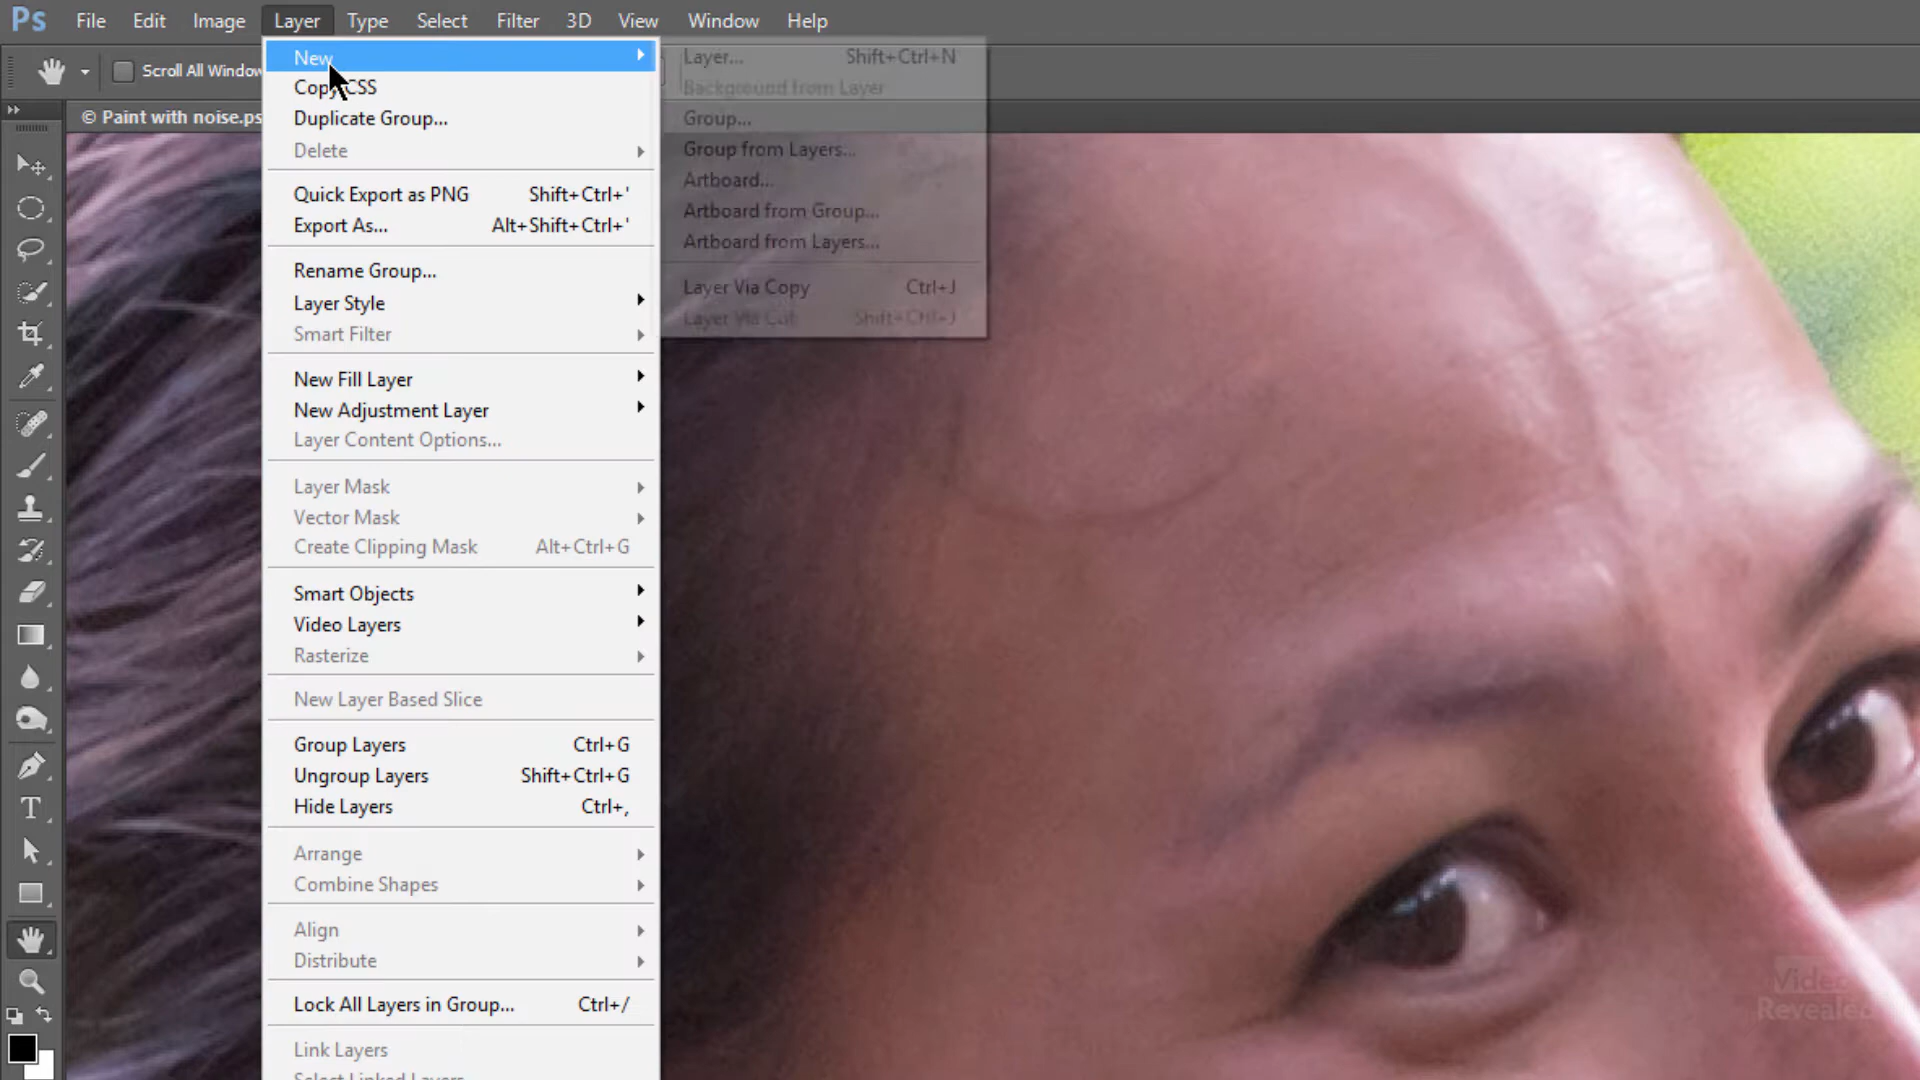 Ps File Edit Image Layer Type Select Filter 3D View Window Help
Scroll All Window
© Paint with noise.ps
New
Copy CSS
Duplicate Group...
Delete
Quick Export as PNG Shift+Ctrl+'
Export As... Alt+Shift+Ctrl+'
Rename Group...
Layer Style
Smart Filter
New Fill Layer
New Adjustment Layer
Layer Content Options...
Layer Mask
Vector Mask
Create Clipping Mask Alt+Ctrl+G
Smart Objects
Video Layers
Rasterize
New Layer Based Slice
Group Layers Ctrl+G
Ungroup Layers Shift+Ctrl+G
Hide Layers Ctrl+,
Arrange
Combine Shapes
Align
Distribute
Lock All Layers in Group... Ctrl+/
Link Layers
Select Linked Layers
Layer... Shift+Ctrl+N
Background from Layer
Group...
Group from Layers...
Artboard...
Artboard from Group...
Artboard from Layers...
Layer Via Copy Ctrl+J
Layer Via Cut Shift+Ctrl+J
T
Video
Revealed